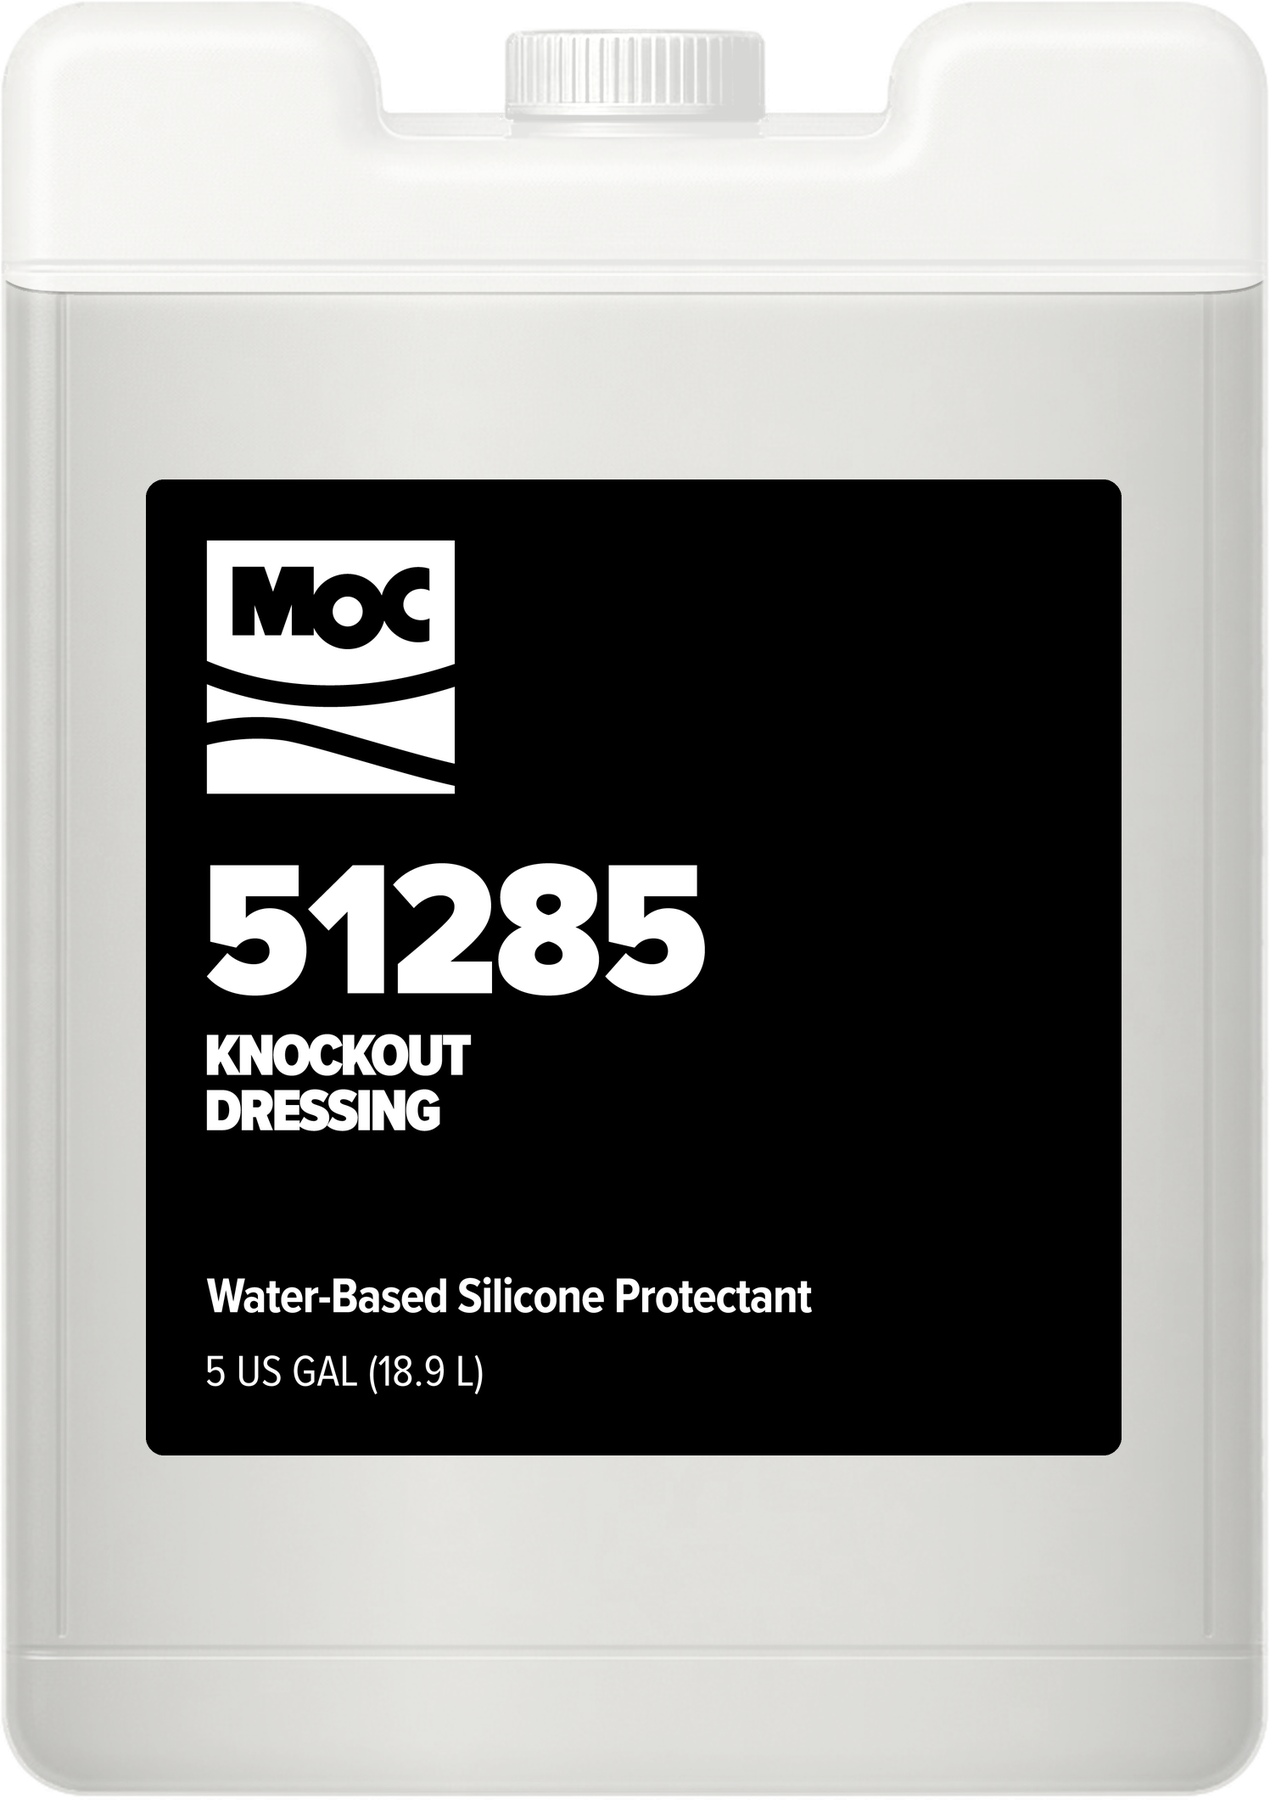 MOC
51285
KNOCKOUT
DRESSING
Water-Based Silicone Protectant
5 US GAL (18.9 L)